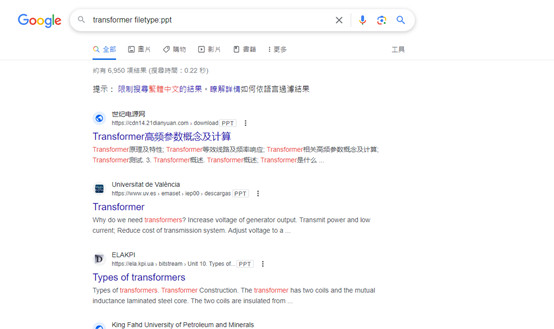 Google
transformer filetype:ppt
全部 圖片 購物 影片 書籍 更多 工具
約有 6,950 項結果 (搜尋時間：0.22 秒)
提示： 限制搜尋繁體中文的結果。瞭解詳情如何依語言過濾結果
世纪电源网
https://cdn14.21dianyuan.com › download PPT
Transformer高频参数概念及计算
Transformer原理及特性; Transformer等效线路及频率响应; Transformer相关高频参数概念及计算;
Transformer测试. 3. Transformer概述. Transformer概述; Transformer是什么 ...
Universitat de València
https://www.uv.es › emaset › iep00 › descargas PPT
Transformer
Why do we need transformers? Increase voltage of generator output. Transmit power and low
current. Reduce cost of transmission system. Adjust voltage to a ...
ELAKPI
https://ela.kpi.ua › bitstream › Unit 10. Types of... PPT
Types of transformers
Types of transformers. Transformer Construction. The transformer has two coils and the mutual
inductance laminated steel core. The two coils are insulated from ...
King Fahd University of Petroleum and Minerals